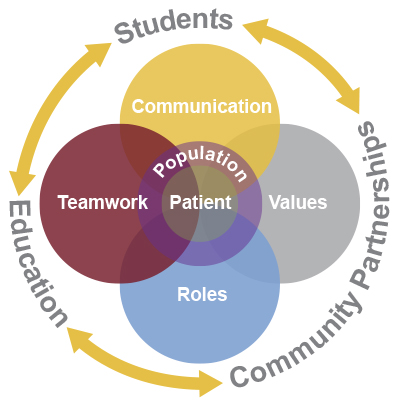 Students
Communication
Population
Teamwork
Patient
Values
Roles
Education
Community Partnerships